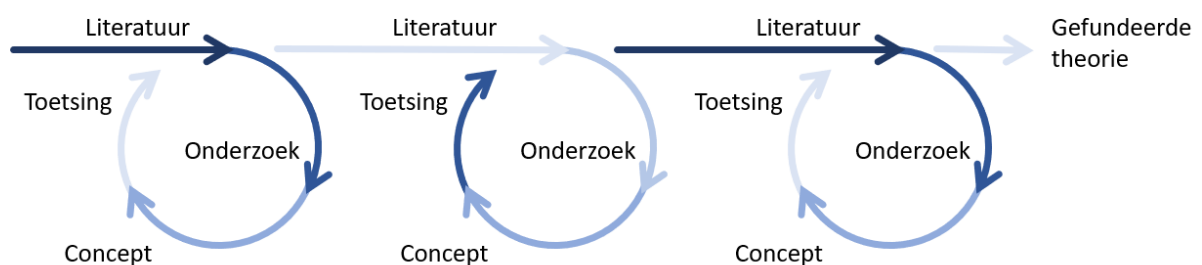 Literatuur
Literatuur
Literatuur
Gefundeerde
theorie
Toetsing
Toetsing
Toetsing
Onderzoek
Onderzoek
Onderzoek
Concept
Concept
Concept